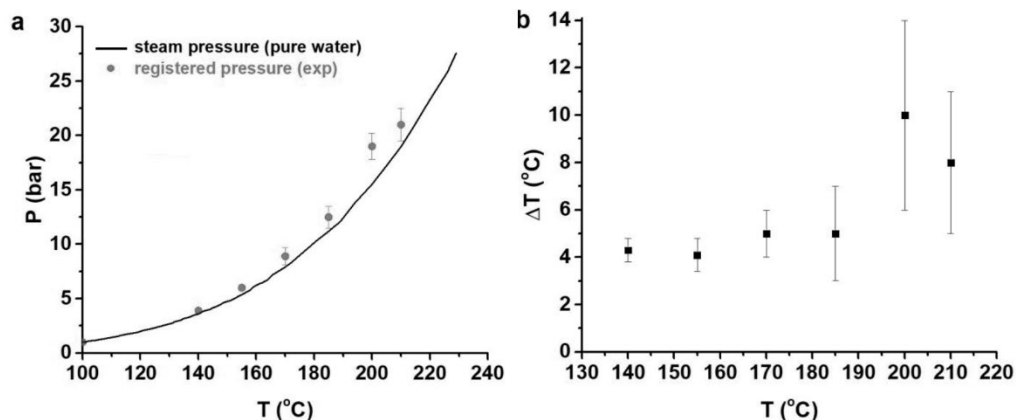 a
30
steam pressure (pure water)
registered pressure (exp)
25
20
15
10
5
0
P (bar)
100 120 140 160 180 200 220 240
T (°C)
b
14
12
10
8
6
4
2
0
ΔT (°C)
130 140 150 160 170 180 190 200 210 220
T (°C)